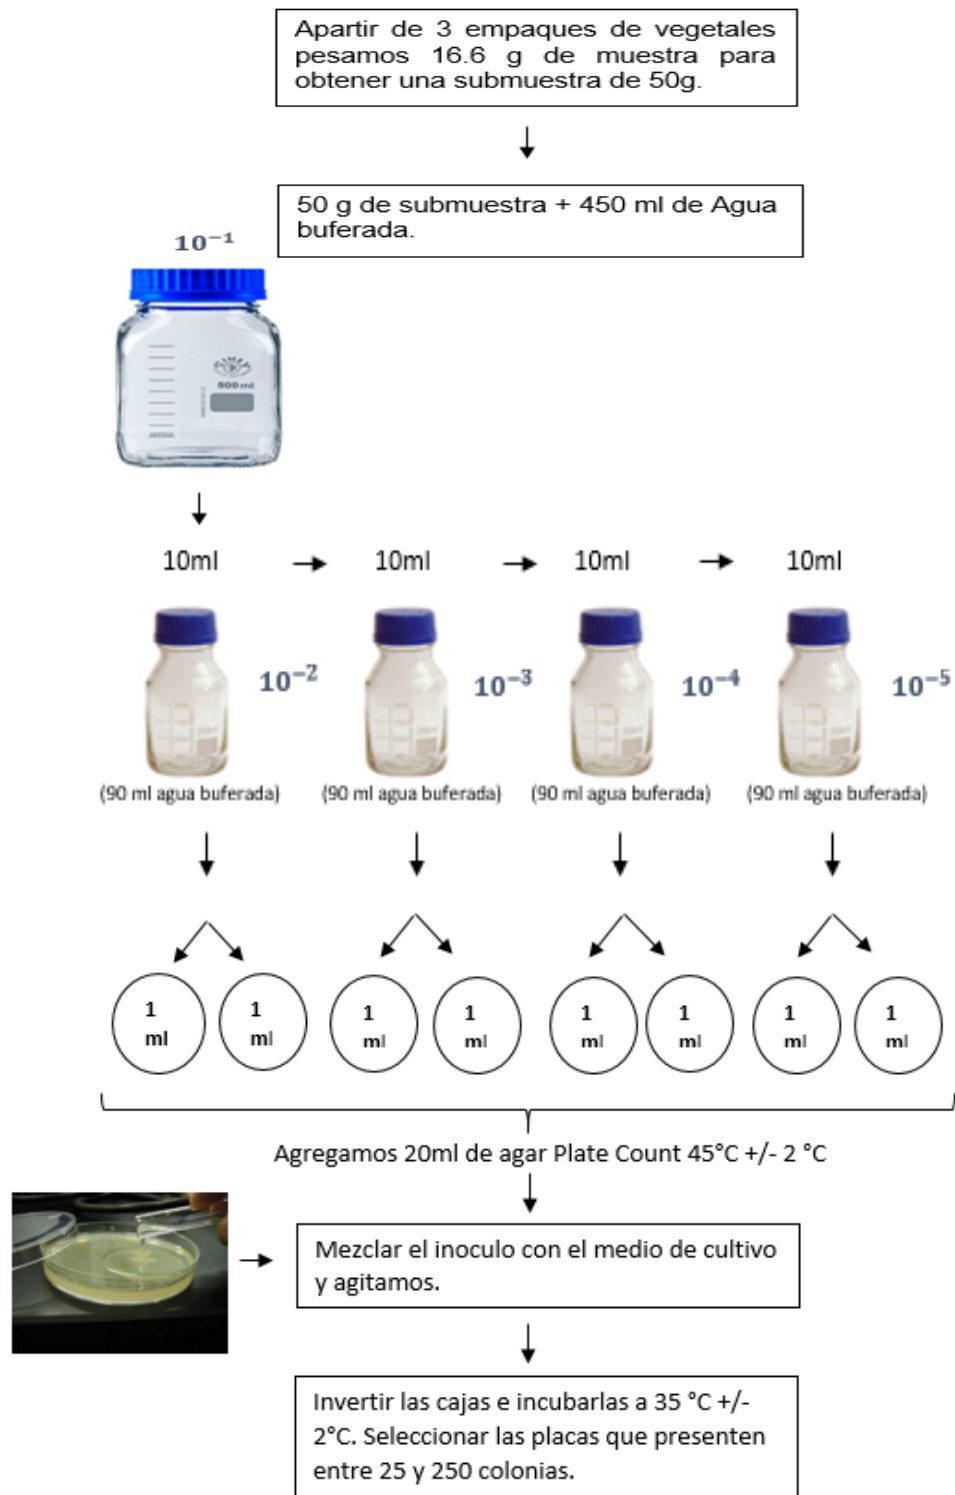 Apartir de 3 empaques de vegetales
pesamos 16.6 g de muestra para
obtener una submuestra de 50g.
50 g de submuestra + 450 ml de Agua
buferada.
10⁻¹
500 ml
10ml
10ml
10ml
10ml
10⁻²
10⁻³
10⁻⁴
10⁻⁵
(90 ml agua buferada)
(90 ml agua buferada)
(90 ml agua buferada)
(90 ml agua buferada)
1
ml
1
ml
1
ml
1
ml
1
ml
1
ml
1
ml
1
ml
Agregamos 20ml de agar Plate Count 45°C +/- 2 °C
Mezclar el inoculo con el medio de cultivo
y agitamos.
Invertir las cajas e incubarlas a 35 °C +/-
2°C. Seleccionar las placas que presenten
entre 25 y 250 colonias.